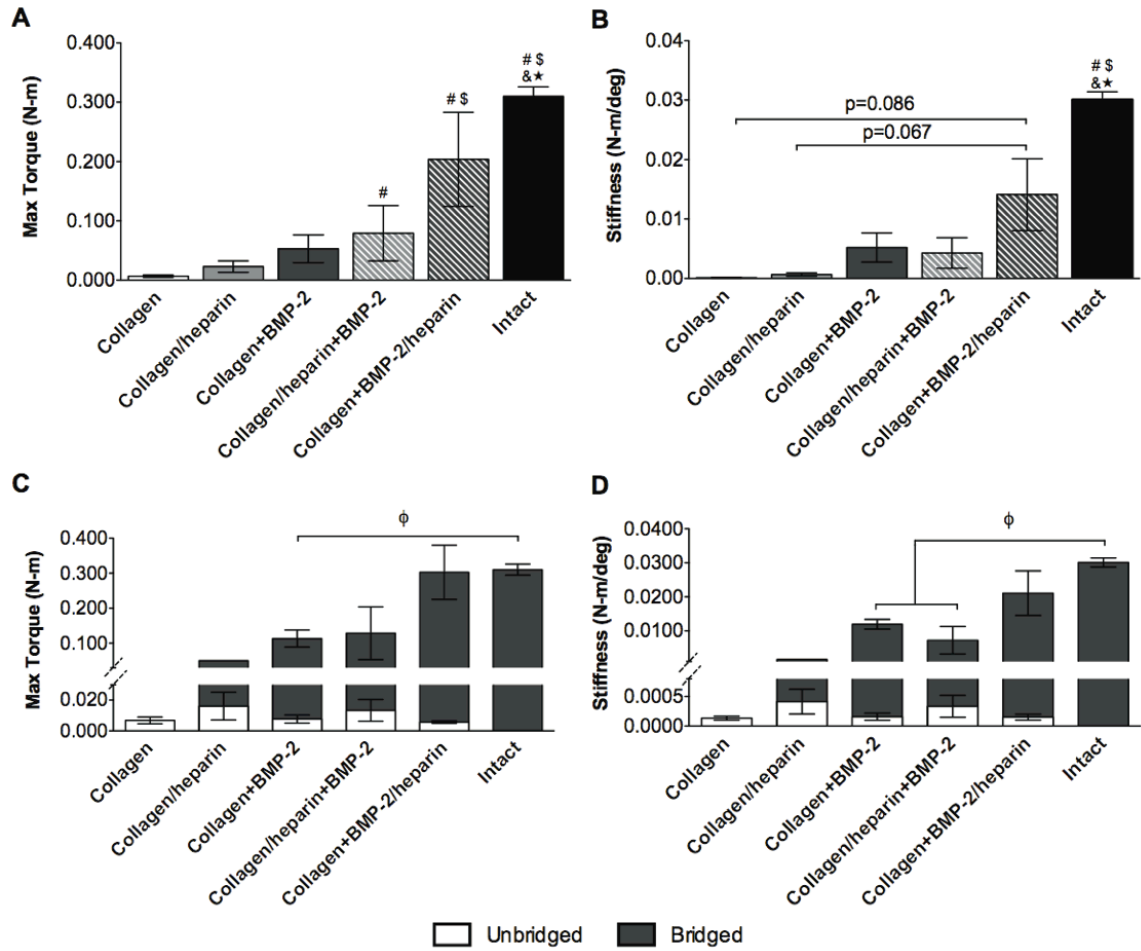 A
Max Torque (N-m)
0.400
0.300
0.200
0.100
0.000
#
# $
# $
&★
Collagen
Collagen/heparin
Collagen+BMP-2
Collagen/heparin+BMP-2
Collagen+BMP-2/heparin
Intact
B
Stiffness (N-m/deg)
0.04
0.03
0.02
0.01
0.00
p=0.086
p=0.067
# $
&★
Collagen
Collagen/heparin
Collagen+BMP-2
Collagen/heparin+BMP-2
Collagen+BMP-2/heparin
Intact
C
Max Torque (N-m)
0.400
0.300
0.200
0.100
0.020
0.000
ϕ
Collagen
Collagen/heparin
Collagen+BMP-2
Collagen/heparin+BMP-2
Collagen+BMP-2/heparin
Intact
D
Stiffness (N-m/deg)
0.0400
0.0300
0.0200
0.0100
0.0005
0.0000
ϕ
Collagen
Collagen/heparin
Collagen+BMP-2
Collagen/heparin+BMP-2
Collagen+BMP-2/heparin
Intact
Unbridged
Bridged